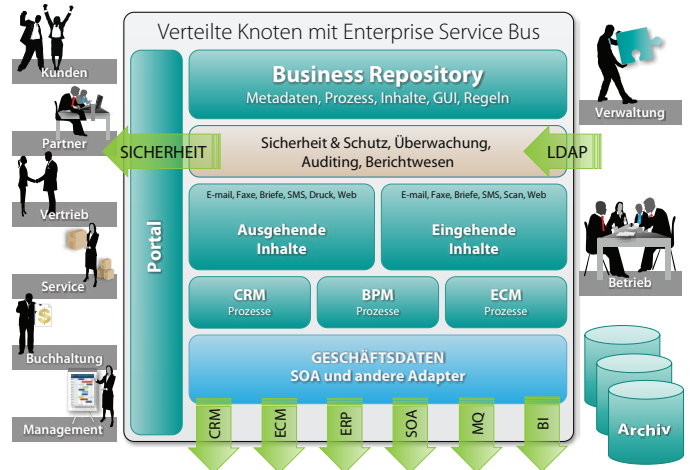 Verteilte Knoten mit Enterprise Service Bus
Kunden
Partner
Vertrieb
Service
Buchhaltung
Management
Portal
Business Repository
Metadaten, Prozess, Inhalte, GUI, Regeln
SICHERHEIT
Sicherheit & Schutz, Überwachung,
Auditing, Berichtwesen
LDAP
E-mail, Faxe, Briefe, SMS, Druck, Web
Ausgehende
Inhalte
E-mail, Faxe, Briefe, SMS, Scan, Web
Eingehende
Inhalte
CRM
Prozesse
BPM
Prozesse
ECM
Prozesse
GESCHÄFTSDATEN
SOA und andere Adapter
CRM
ECM
ERP
SOA
MQ
BI
Verwaltung
Betrieb
Archiv